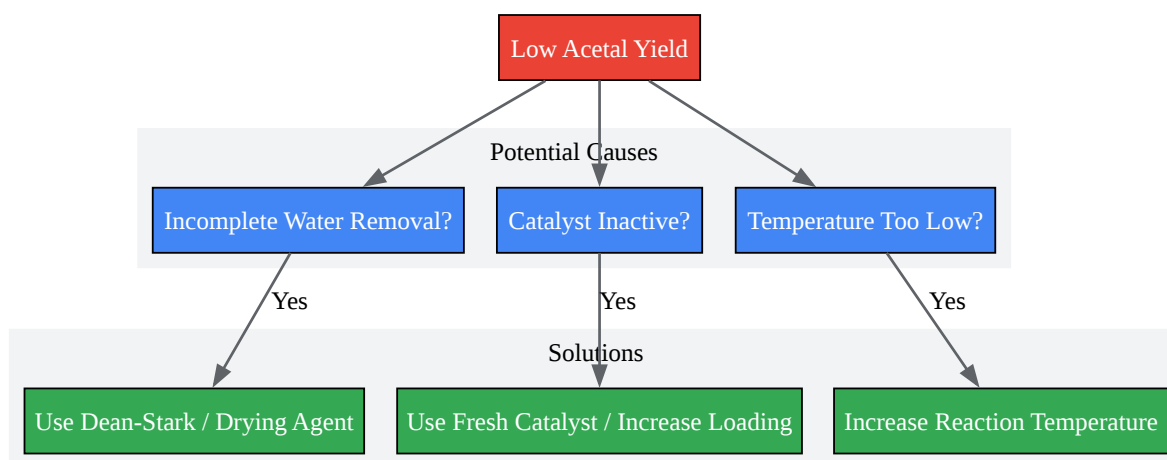 Low Acetal Yield
Potential Causes
Incomplete Water Removal?
Catalyst Inactive?
Temperature Too Low?
Yes
Yes
Yes
Solutions
Use Dean-Stark / Drying Agent
Use Fresh Catalyst / Increase Loading
Increase Reaction Temperature